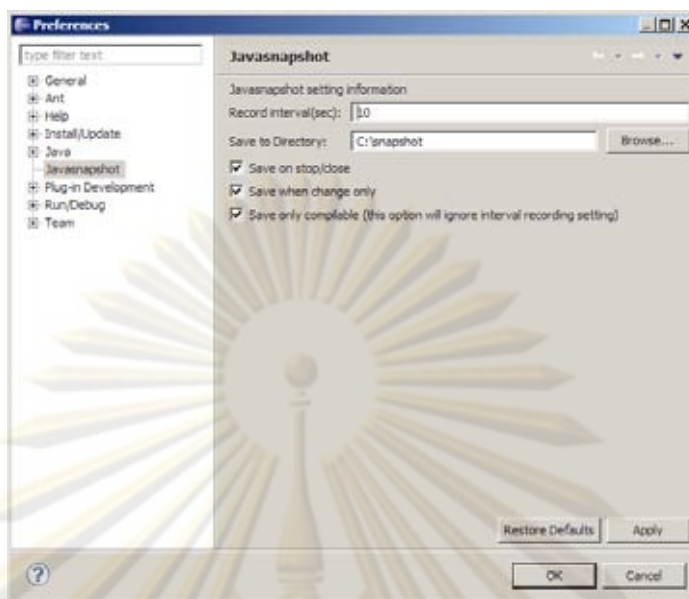 Preferences
type filter text
General
Ant
Help
Install/Update
Java
Javasnapshot
Plug-in Development
Run/Debug
Team
Javasnapshot
Javasnapshot setting information
Record interval(sec): 10
Save to Directory: C:\snapshot Browse...
Save on stop/close
Save when change only
Save only compilable (this option will ignore interval recording setting)
Restore Defaults Apply
? OK Cancel